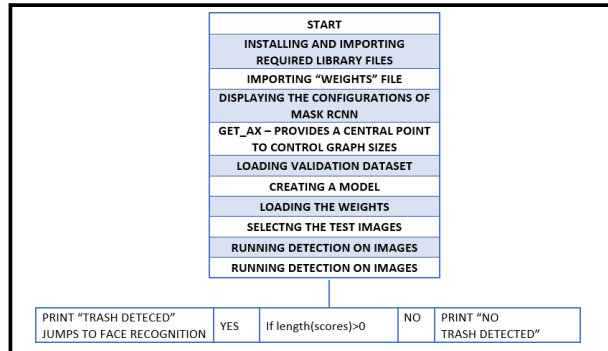 START
INSTALLING AND IMPORTING
REQUIRED LIBRARY FILES
IMPORTING “WEIGHTS” FILE
DISPLAYING THE CONFIGURATIONS OF
MASK RCNN
GET_AX – PROVIDES A CENTRAL POINT
TO CONTROL GRAPH SIZES
LOADING VALIDATION DATASET
CREATING A MODEL
LOADING THE WEIGHTS
SELECTNG THE TEST IMAGES
RUNNING DETECTION ON IMAGES
RUNNING DETECTION ON IMAGES
PRINT “TRASH DETECED”
JUMPS TO FACE RECOGNITION
YES
If length(scores)>0
NO
PRINT “NO
TRASH DETECTED”